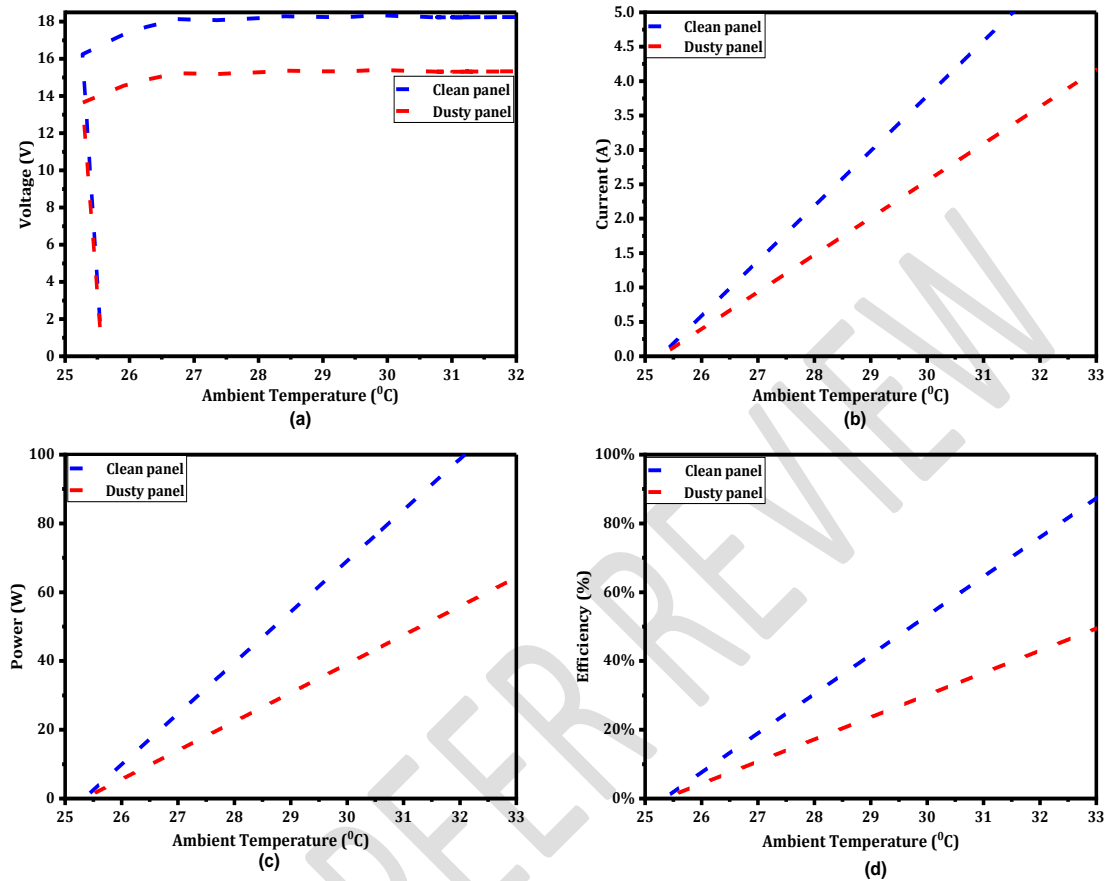 18
16
14
12
10
8
6
4
2
0
Voltage (V)
Clean panel
Dusty panel
25 26 27 28 29 30 31 32
Ambient Temperature (⁰C)
(a)
5.0
4.5
4.0
3.5
3.0
2.5
2.0
1.5
1.0
0.5
0.0
Current (A)
Clean panel
Dusty panel
25 26 27 28 29 30 31 32 33
Ambient Temperature (⁰C)
(b)
100
80
60
40
20
0
Power (W)
Clean panel
Dusty panel
25 26 27 28 29 30 31 32 33
Ambient Temperature (⁰C)
(c)
100%
80%
60%
40%
20%
0%
Efficiency (%)
Clean panel
Dusty panel
25 26 27 28 29 30 31 32 33
Ambient Temperature (⁰C)
(d)
PEER REVIEW